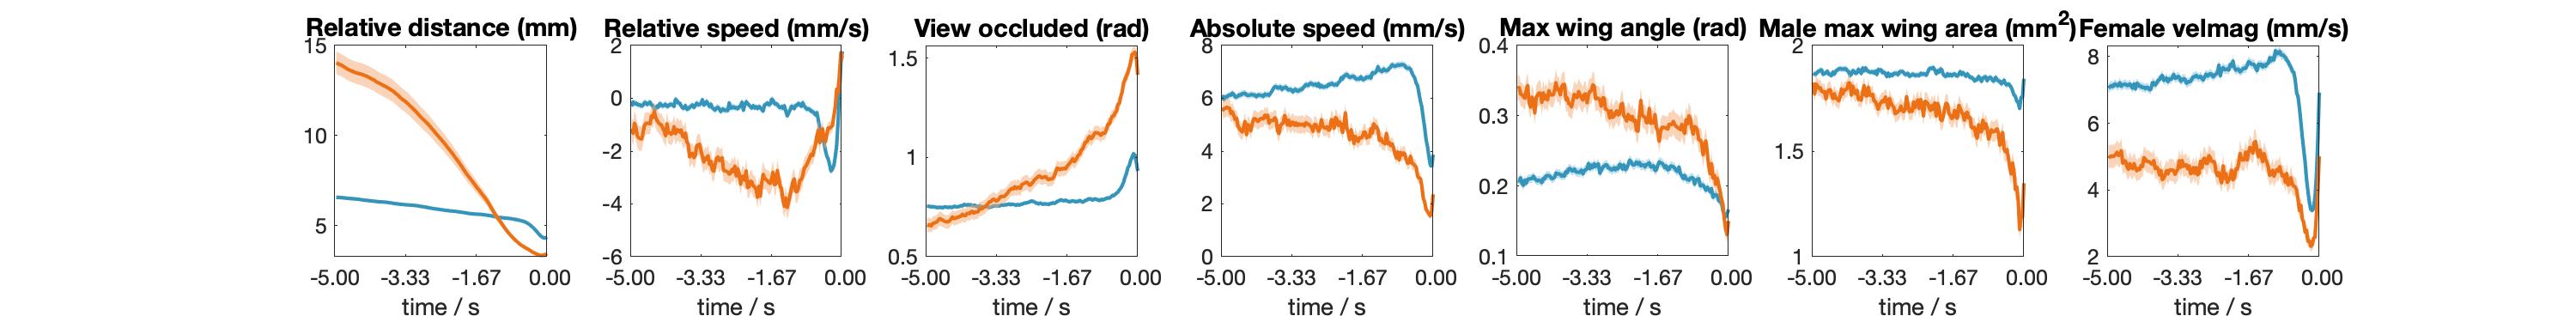 Relative distance (mm)
15
10
5
-5.00 -3.33 -1.67 0.00
time / s
Relative speed (mm/s)
2
0
-2
-4
-6
-5.00 -3.33 -1.67 0.00
time / s
View occluded (rad)
1.5
1
0.5
-5.00 -3.33 -1.67 0.00
time / s
Absolute speed (mm/s)
8
6
4
2
0
-5.00 -3.33 -1.67 0.00
time / s
Max wing angle (rad)
0.4
0.3
0.2
0.1
-5.00 -3.33 -1.67 0.00
time / s
Male max wing area (mm²)
2
1.5
1
-5.00 -3.33 -1.67 0.00
time / s
Female velmag (mm/s)
8
6
4
2
-5.00 -3.33 -1.67 0.00
time / s